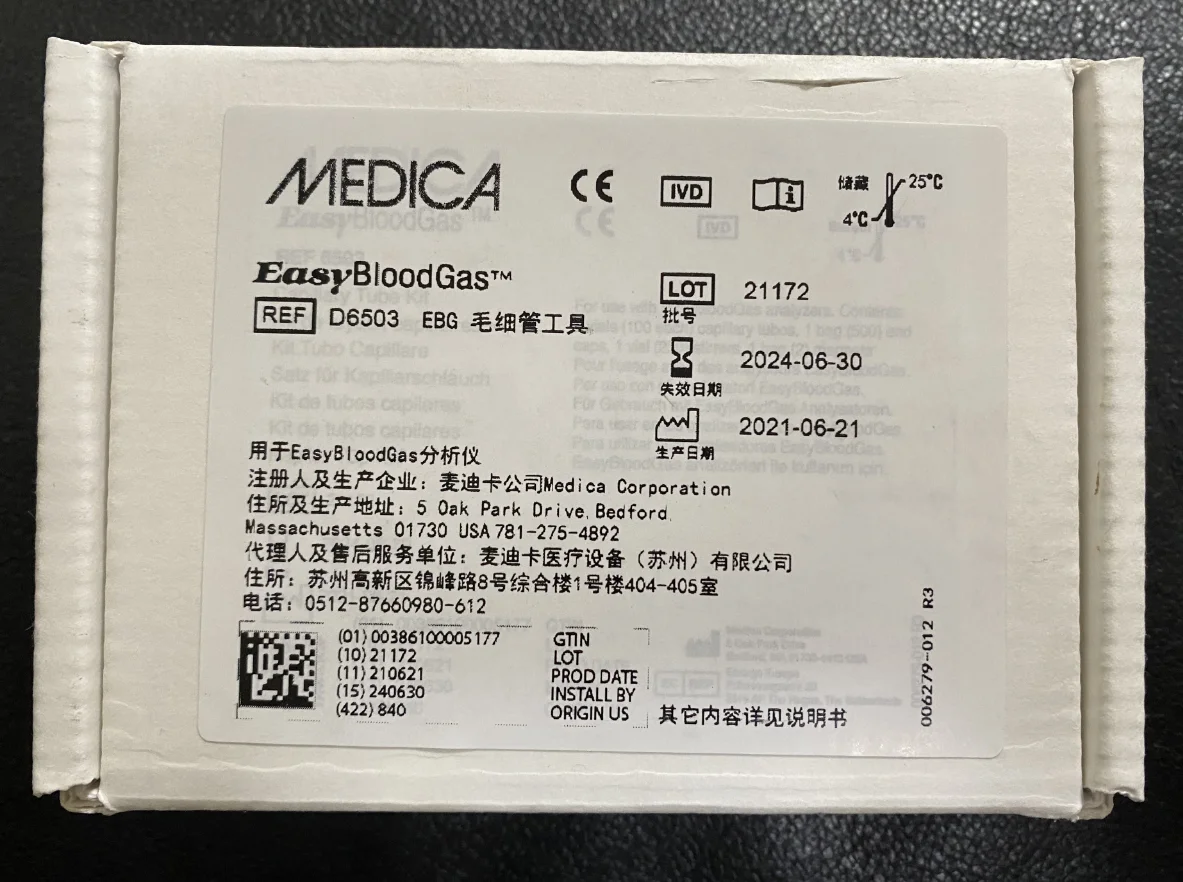 MEDICA
CE
IVD
i
储藏
25°C
4°C
EasyBloodGas™
REF D6503 EBG 毛细管工具
LOT 21172
批号
2024-06-30
失效日期
2021-06-21
生产日期
用于EasyBloodGas分析仪
注册人及生产企业：麦迪卡公司Medica Corporation
住所及生产地址：5 Oak Park Drive, Bedford,
Massachusetts 01730 USA 781-275-4892
代理人及售后服务单位：麦迪卡医疗设备（苏州）有限公司
住所：苏州高新区锦峰路8号综合楼1号楼404-405室
电话：0512-87660980-612
(01) 00386100005177 GTIN
(10) 21172 LOT
(11) 210621 PROD DATE
(15) 240630 INSTALL BY
(422) 840 ORIGIN US
其它内容详见说明书
006279-012 R3